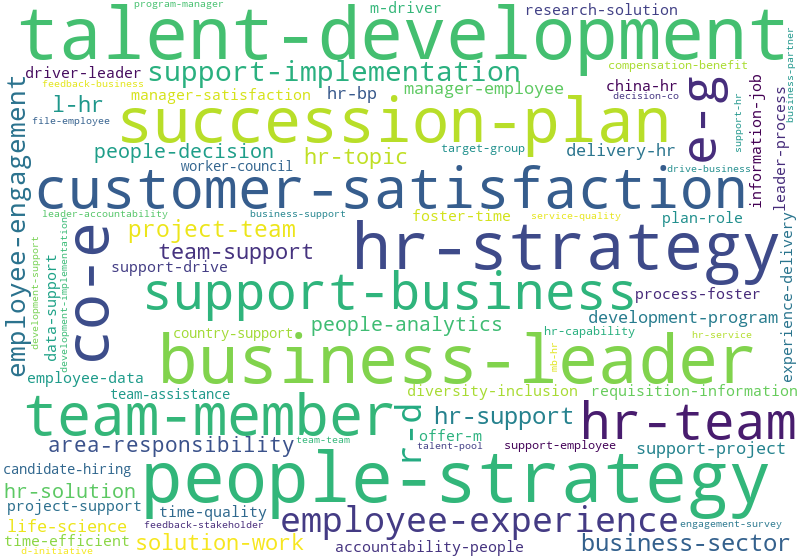 program-manager
m-driver
research-solution
talent-development
driver-leader
support-implementation
compensation-benefit
feedback-business
china-hr
l-hr
manager-satisfaction
hr-bp
manager-employee
decision-co
file-employee
succession-plan
e-g
support-hr
information-job
leader-process
business-partner
employee-engagement
people-decision
hr-topic
target-group
delivery-hr
worker-council
drive-business
customer-satisfaction
leader-accountability
business-support
foster-time
service-quality
plan-role
project-team
co-e
hr-strategy
team-support
support-drive
development-support
data-support
development-implementation
experience-delivery
support-business
process-foster
people-analytics
development-program
country-support
hr-capability
hr-service
business-leader
mb-hr
employee-data
team-assistance
diversity-inclusion
requisition-information
team-member
r-d
hr-support
hr-team
area-responsibility
team-team
offer-m
talent-pool
support-employee
support-project
candidate-hiring
people-strategy
hr-solution
project-support
time-quality
employee-experience
life-science
feedback-stakeholder
engagement-survey
time-efficient
solution-work
accountability-people
business-sector
d-initiative